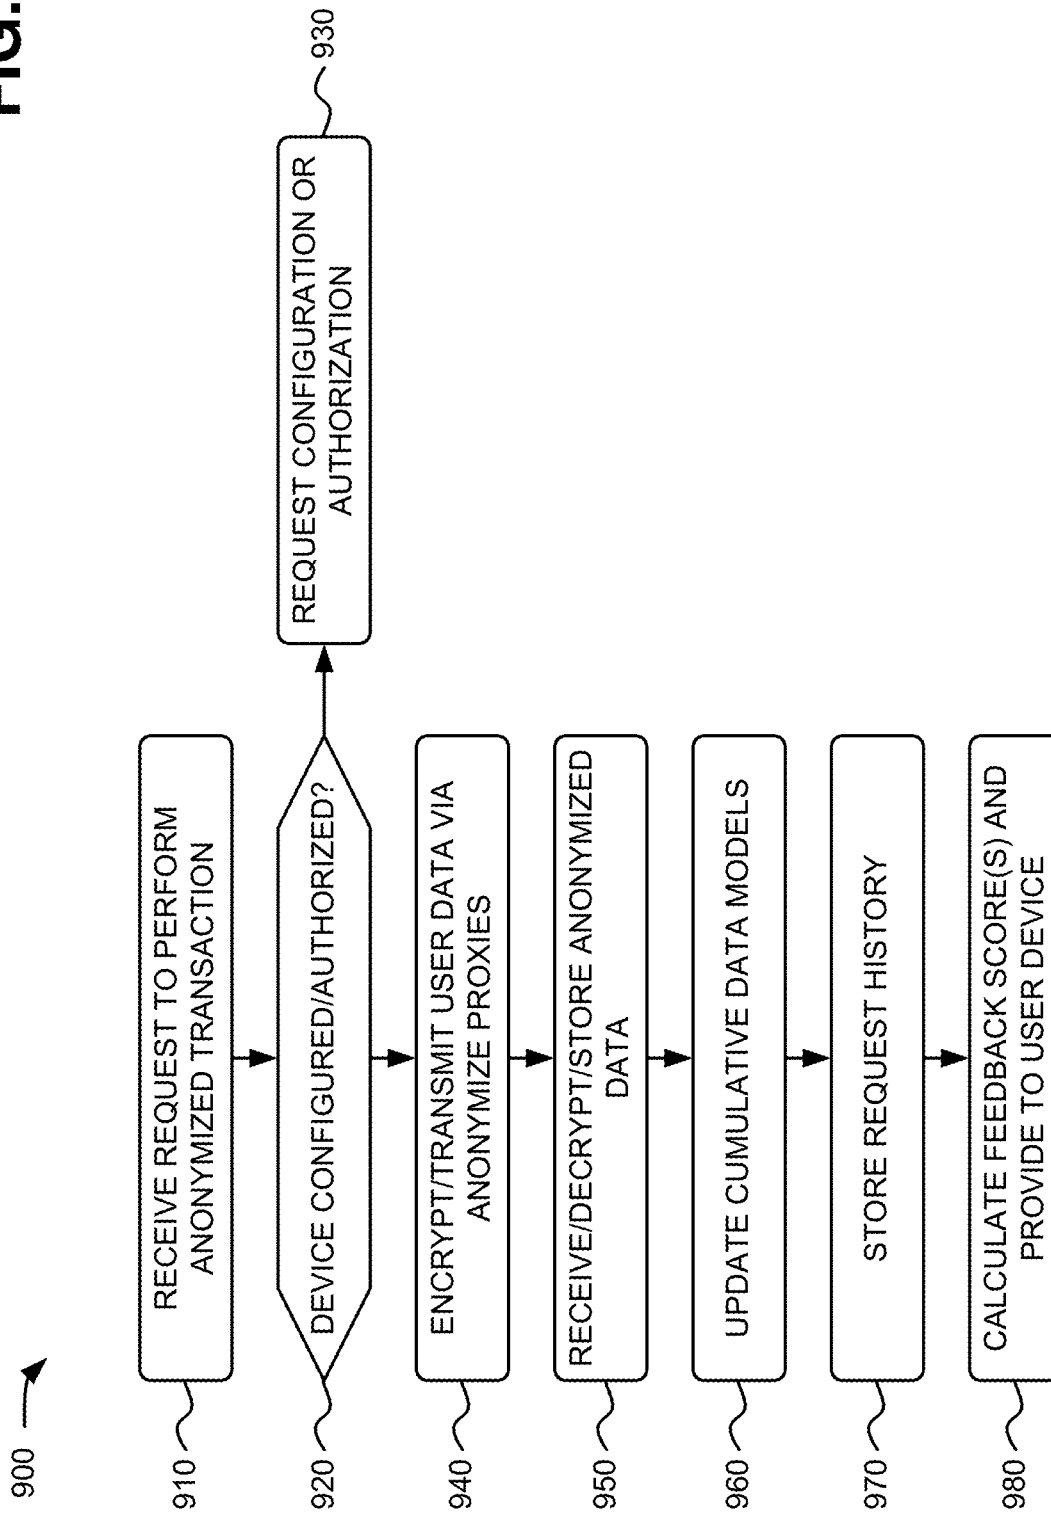 FIG.
900
910
RECEIVE REQUEST TO PERFORM
ANONYMIZED TRANSACTION
920
DEVICE CONFIGURED/AUTHORIZED?
930
REQUEST CONFIGURATION OR
AUTHORIZATION
940
ENCRYPT/TRANSMIT USER DATA VIA
ANONYMIZE PROXIES
950
RECEIVE/DECRYPT/STORE ANONYMIZED
DATA
960
UPDATE CUMULATIVE DATA MODELS
970
STORE REQUEST HISTORY
980
CALCULATE FEEDBACK SCORE(S) AND
PROVIDE TO USER DEVICE